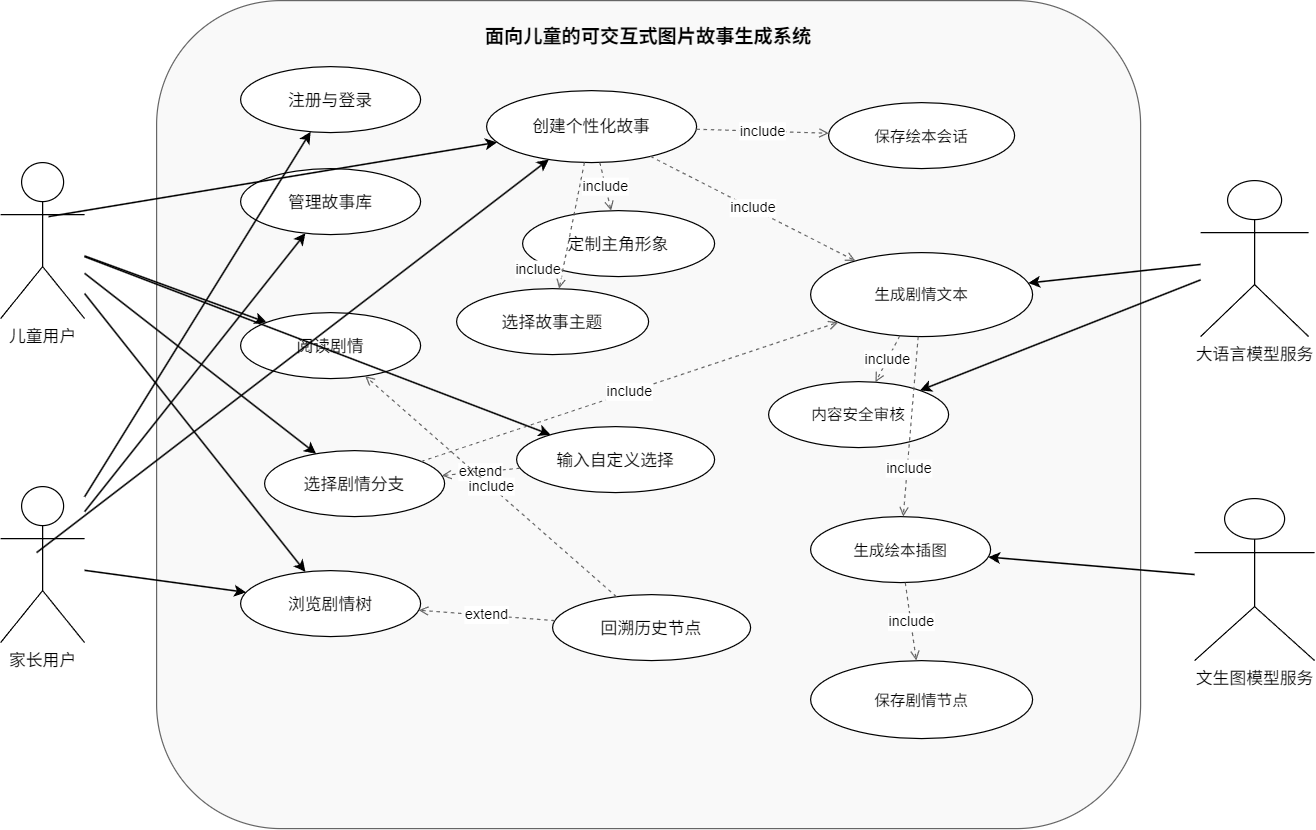 面向儿童的可交互式图片故事生成系统
注册与登录
创建个性化故事
include
保存绘本会话
include
管理故事库
include
定制主角形象
include
生成剧情文本
选择故事主题
儿童用户
阅读剧情
大语言模型服务
include
include
内容安全审核
输入自定义选择
include
extend
include
选择剧情分支
生成绘本插图
浏览剧情树
extend
include
回溯历史节点
家长用户
文生图模型服务
保存剧情节点